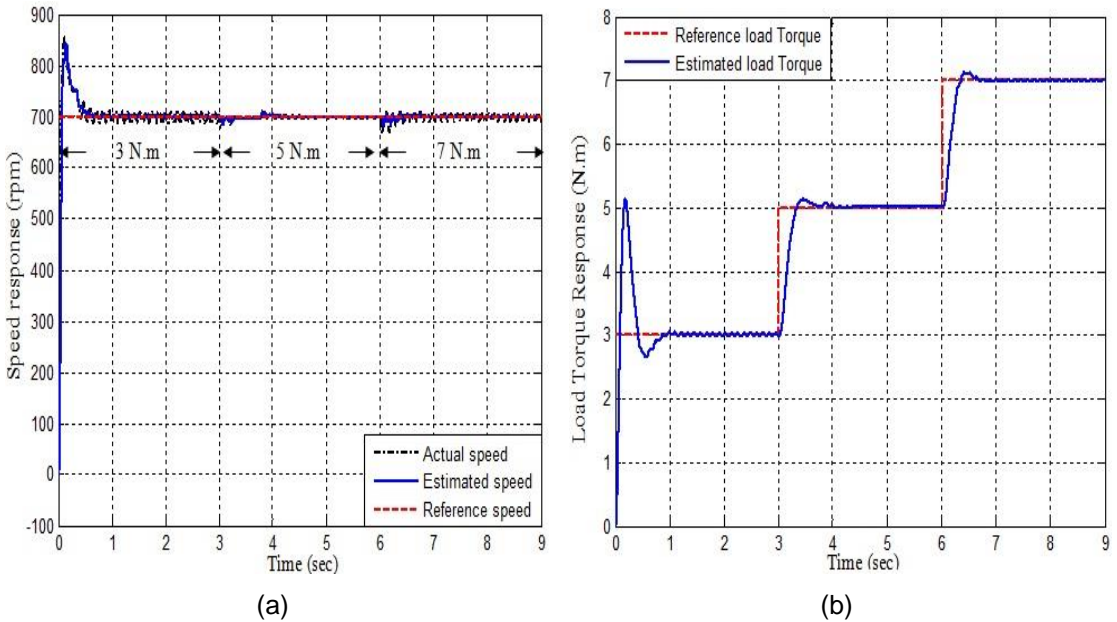 900
800
700
600
500
400
300
200
100
0
-100
Speed response (rpm)
3 N.m
5 N.m
7 N.m
Actual speed
Estimated speed
Reference speed
0 1 2 3 4 5 6 7 8 9
Time (sec)
(a)
8
7
6
5
4
3
2
1
0
Load Torque Response (N.m)
Reference load Torque
Estimated load Torque
0 1 2 3 4 5 6 7 8 9
Time (sec)
(b)